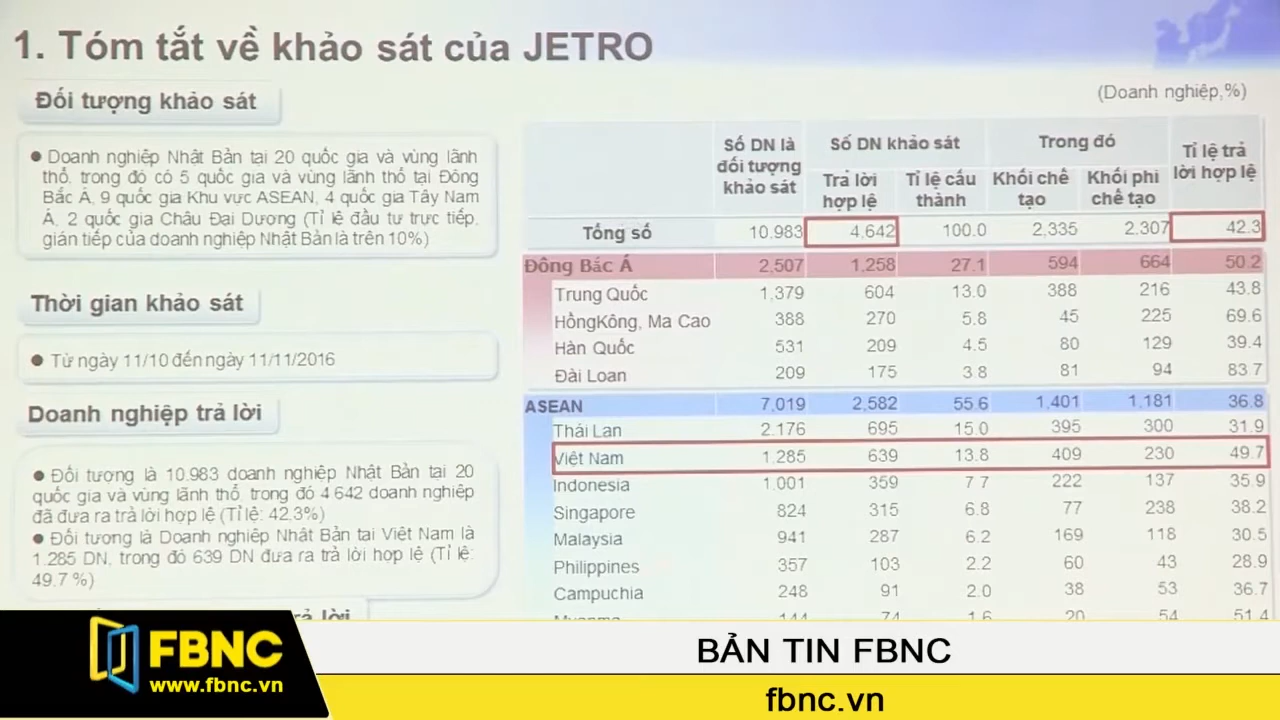 1. Tóm tắt về khảo sát của JETRO
Đối tượng khảo sát
● Doanh nghiệp Nhật Bản tại 20 quốc gia và vùng lãnh
thổ, trong đó có 5 quốc gia và vùng lãnh thổ tại Đông
Bắc Á, 9 quốc gia Khu vực ASEAN, 4 quốc gia Tây Nam
Á, 2 quốc gia Châu Đại Dương (Tỉ lệ đầu tư trực tiếp,
gián tiếp của doanh nghiệp Nhật Bản là trên 10%)
Thời gian khảo sát
● Từ ngày 11/10 đến ngày 11/11/2016
Doanh nghiệp trả lời
● Đối tượng là 10.983 doanh nghiệp Nhật Bản tại 20
quốc gia và vùng lãnh thổ, trong đó 4.642 doanh nghiệp
đã đưa ra trả lời hợp lệ (Tỉ lệ: 42,3%)
● Đối tượng là Doanh nghiệp Nhật Bản tại Việt Nam là
1.285 DN, trong đó 639 DN đưa ra trả lời hợp lệ (Tỉ lệ:
49.7 %)
trả lời
(Doanh nghiệp,%)
Số DN là đối tượng khảo sát Số DN khảo sát Trong đó Tỉ lệ trả lời hợp lệ
Trả lời hợp lệ Tỉ lệ cấu thành Khối chế tạo Khối phi chế tạo
Tổng số 10.983 4,642 100.0 2,335 2.307 42.3
Đông Bắc Á 2,507 1,258 27.1 594 664 50.2
Trung Quốc 1,379 604 13.0 388 216 43.8
HồngKông, Ma Cao 388 270 5.8 45 225 69.6
Hàn Quốc 531 209 4.5 80 129 39.4
Đài Loan 209 175 3.8 81 94 83.7
ASEAN 7,019 2,582 55.6 1,401 1,181 36.8
Thái Lan 2.176 695 15.0 395 300 31.9
Việt Nam 1.285 639 13.8 409 230 49.7
Indonesia 1.001 359 7.7 222 137 35.9
Singapore 824 315 6.8 77 238 38.2
Malaysia 941 287 6.2 169 118 30.5
Philippines 357 103 2.2 60 43 28.9
Campuchia 248 91 2.0 38 53 36.7
Myanma 144 74 1.6 20 54 51.4
FBNC
www.fbnc.vn
BẢN TIN FBNC
fbnc.vn